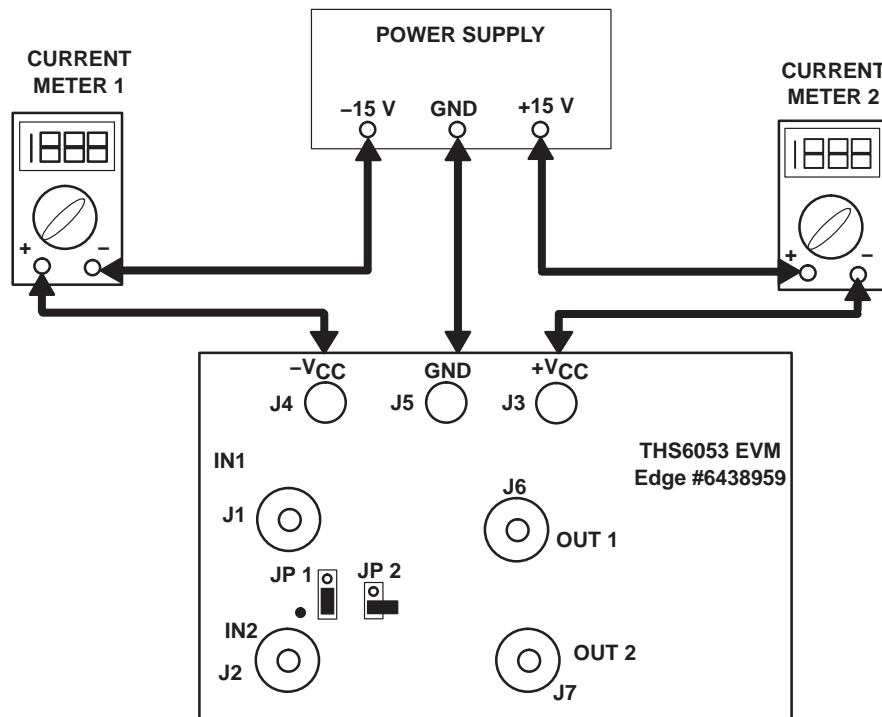 POWER SUPPLY
CURRENT
METER 1
CURRENT
METER 2
–15 V
GND
+15 V
+
–
+
–
–VCC
GND
+VCC
J4
J5
J3
IN1
THS6053 EVM
Edge #6438959
J6
J1
OUT 1
JP 1
JP 2
IN2
OUT 2
J2
J7